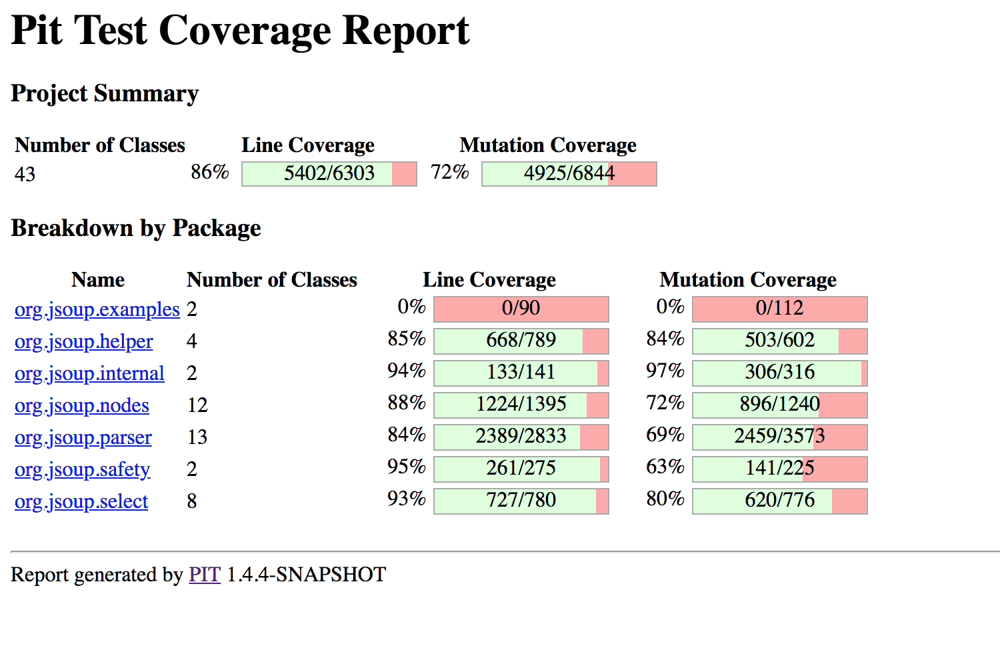 Pit Test Coverage Report
Project Summary
Number of Classes Line Coverage Mutation Coverage
43 86% 5402/6303 72% 4925/6844
Breakdown by Package
Name Number of Classes Line Coverage Mutation Coverage
org.jsoup.examples 2 0% 0/90 0% 0/112
org.jsoup.helper 4 85% 668/789 84% 503/602
org.jsoup.internal 2 94% 133/141 97% 306/316
org.jsoup.nodes 12 88% 1224/1395 72% 896/1240
org.jsoup.parser 13 84% 2389/2833 69% 2459/3573
org.jsoup.safety 2 95% 261/275 63% 141/225
org.jsoup.select 8 93% 727/780 80% 620/776
Report generated by PIT 1.4.4-SNAPSHOT